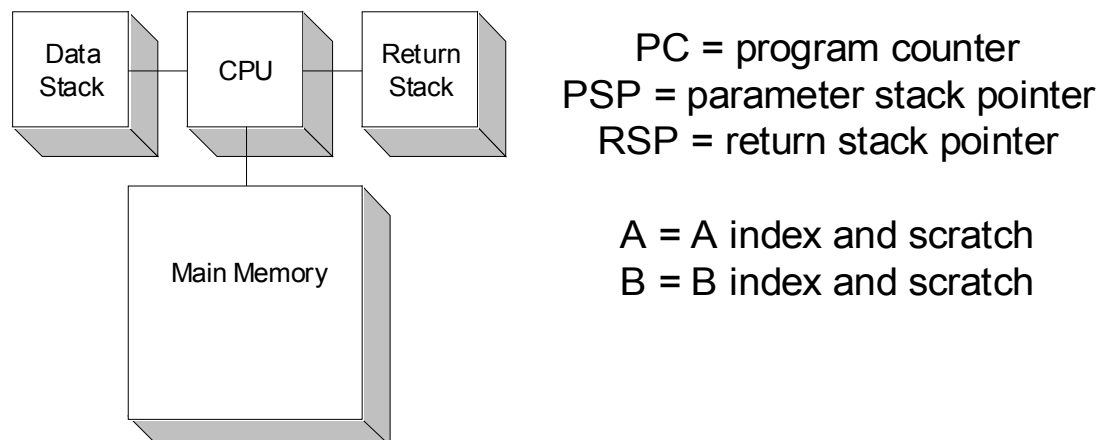 Data
Stack
CPU
Return
Stack
Main Memory
PC = program counter
PSP = parameter stack pointer
RSP = return stack pointer
A = A index and scratch
B = B index and scratch